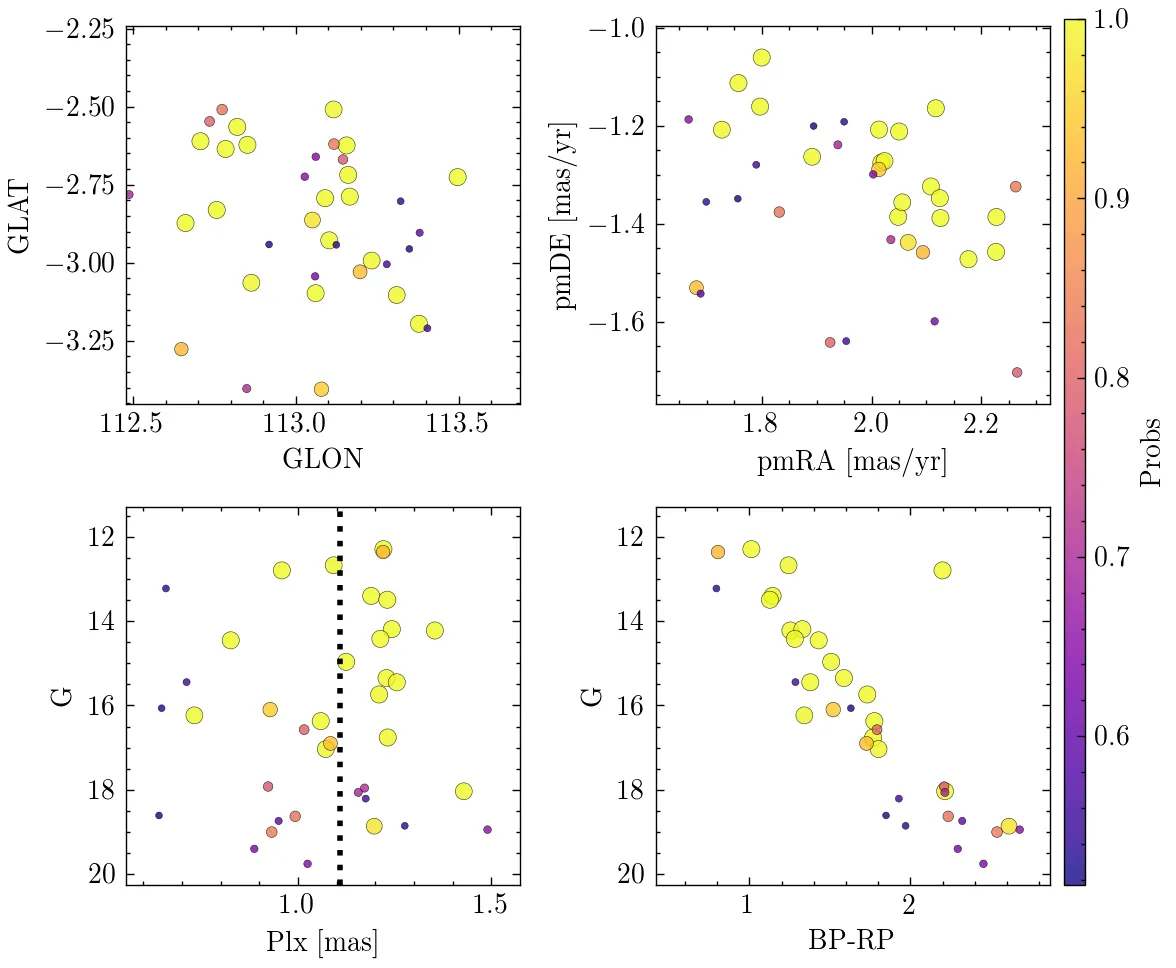 −2.25
−2.50
−2.75
−3.00
−3.25
GLAT
112.5 113.0 113.5
GLON
−1.0
−1.2
−1.4
−1.6
pmDE [mas/yr]
1.8 2.0 2.2
pmRA [mas/yr]
12
14
16
18
20
G
1.0 1.5
Plx [mas]
12
14
16
18
20
G
1 2
BP-RP
1.0
0.9
0.8
0.7
0.6
Probs